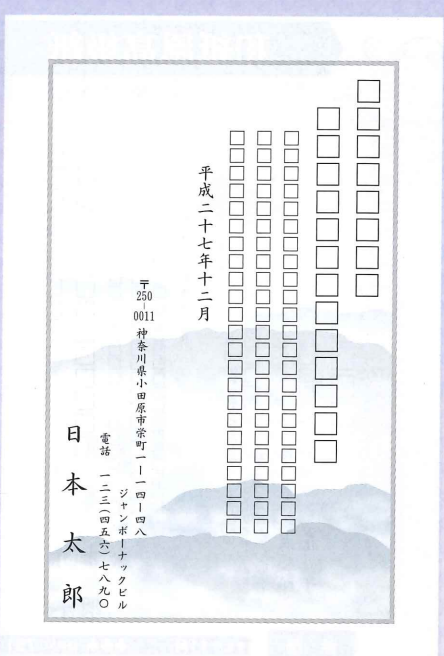 平成二十七年十二月
〒250-0011 神奈川県小田原市栄町一ー一四ー四八
ジャンボーナックビル
電話 一二三(四五六)七八九〇
日本太郎